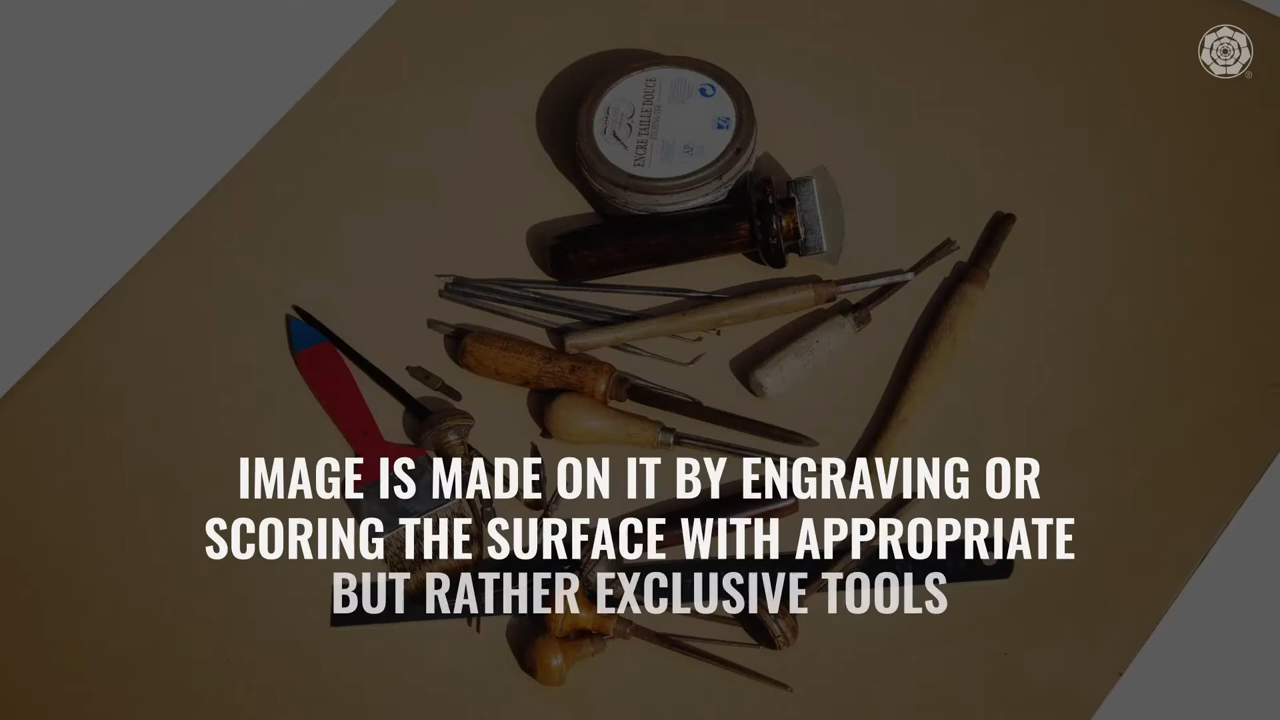 ENCRE TAILLE DOUCE
AP
IMAGE IS MADE ON IT BY ENGRAVING OR
SCORING THE SURFACE WITH APPROPRIATE
BUT RATHER EXCLUSIVE TOOLS